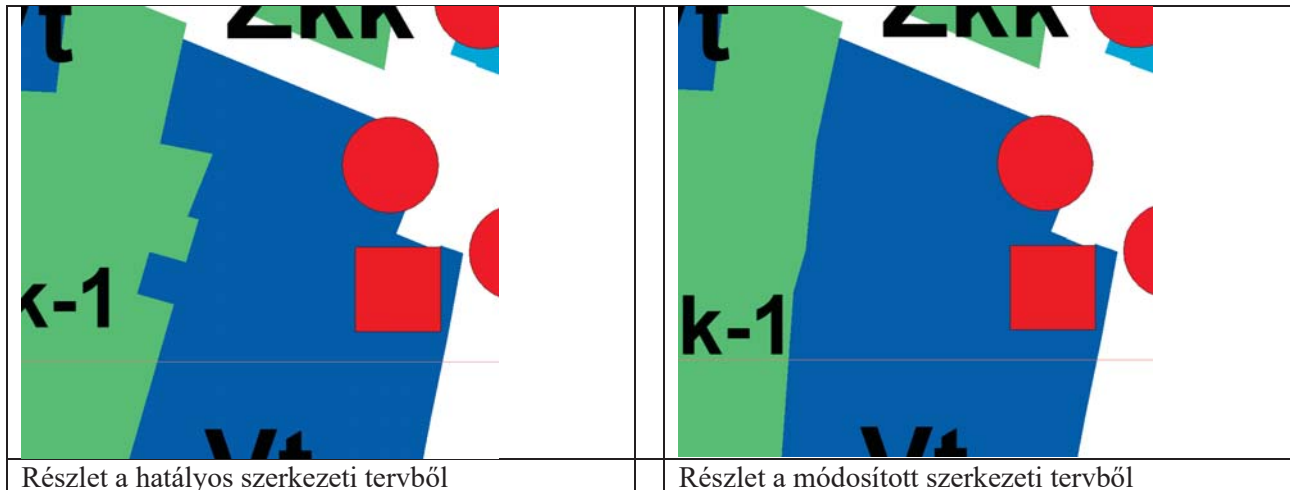 t
Zkk
k-1
Vt
Részlet a hatályos szerkezeti tervből
t
Zkk
k-1
Vt
Részlet a módosított szerkezeti tervből